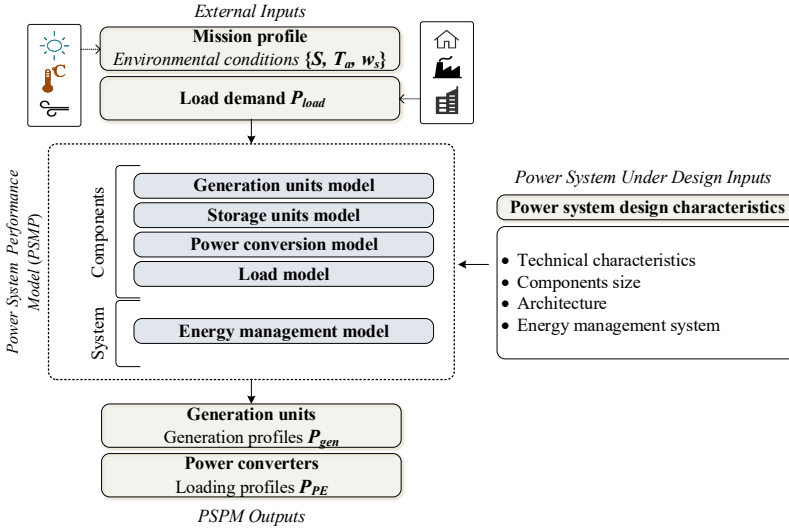 External Inputs
Mission profile
Environmental conditions {S, Tₐ, wₛ}
°C
Load demand P_load
Power System Performance
Model (PSMP)
Components
Generation units model
Storage units model
Power conversion model
Load model
System
Energy management model
Power System Under Design Inputs
Power system design characteristics
• Technical characteristics
• Components size
• Architecture
• Energy management system
Generation units
Generation profiles P_gen
Power converters
Loading profiles P_PE
PSPM Outputs